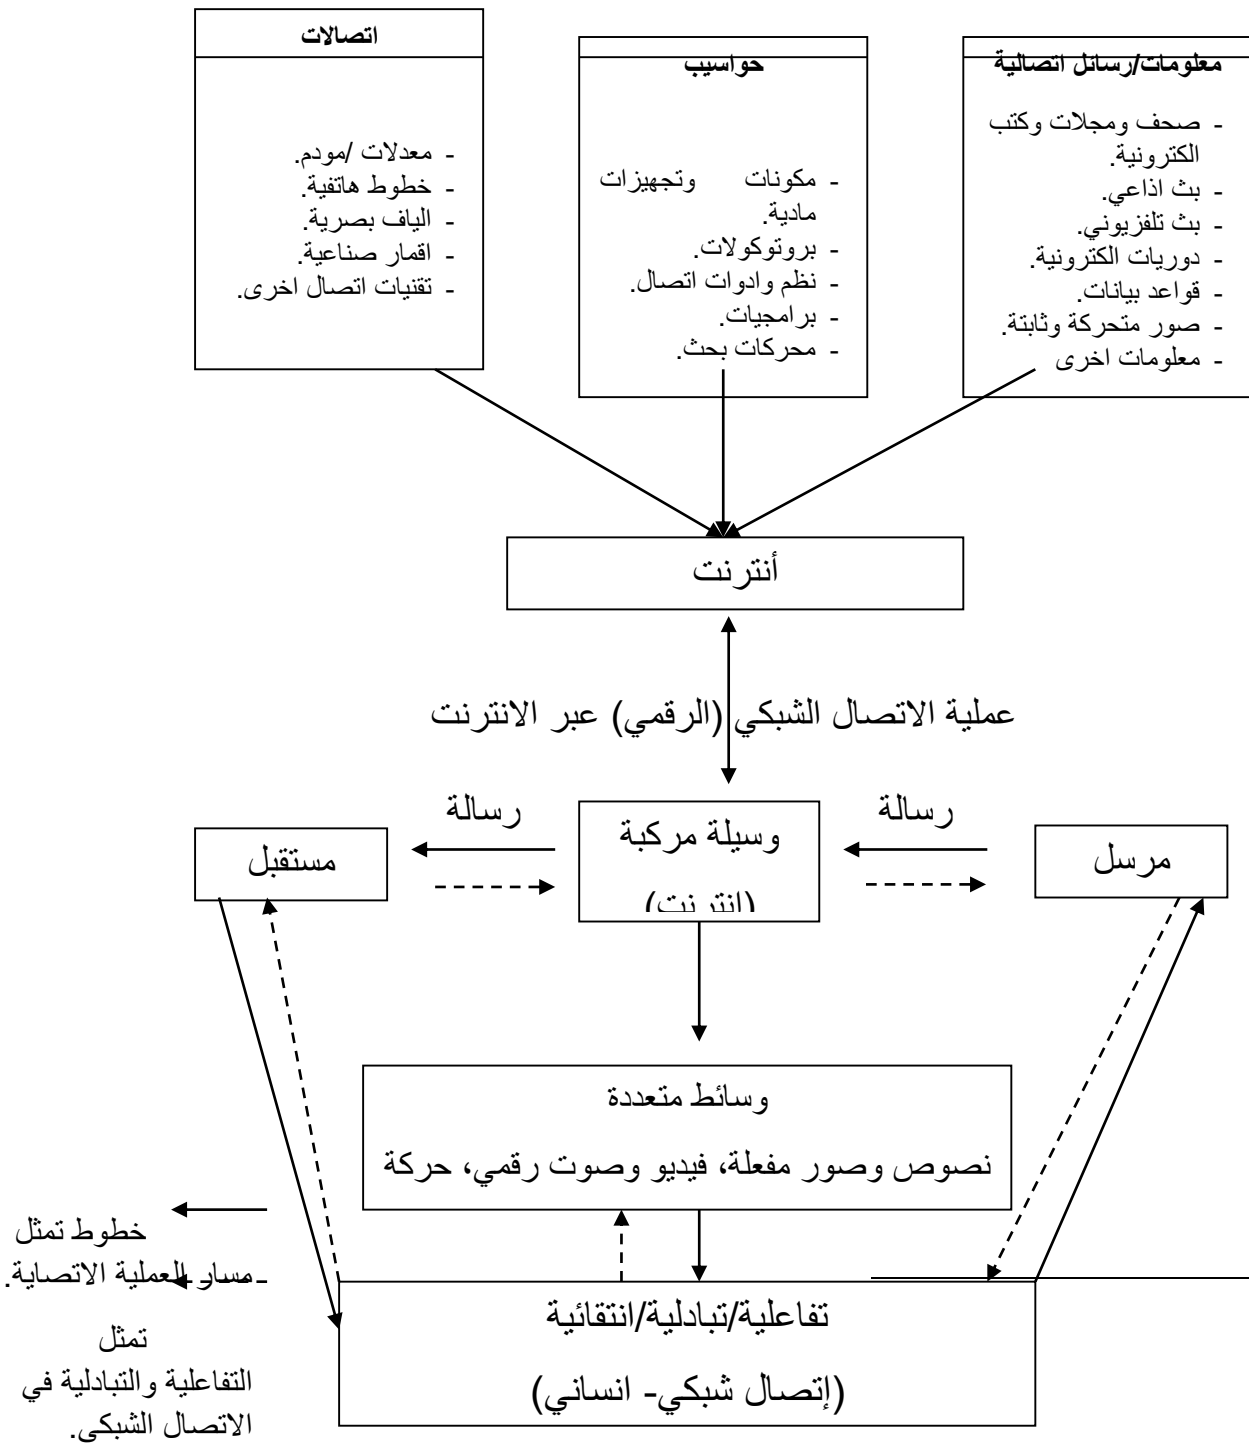 معلومات/رسائل اتصالية
- صحف ومجلات وكتب
الكترونية.
- بث اذاعي.
- بث تلفزيوني.
- دوريات الكترونية.
- قواعد بيانات.
- صور متحركة وثابتة.
- معلومات اخرى
حواسيب
- مكونات وتجهيزات
مادية.
- بروتوكولات.
- نظم وادوات اتصال.
- برامجيات.
- محركات بحث.
اتصالات
- معدلات /مودم.
- خطوط هاتفية.
- الياف بصرية.
- اقمار صناعية.
- تقنيات اتصال اخرى.
أنترنت
عملية الاتصال الشبكي (الرقمي) عبر الانترنت
مرسل
رسالة
وسيلة مركبة
(انترنت)
رسالة
مستقبل
وسائط متعددة
نصوص وصور مفعلة، فيديو وصوت رقمي، حركة
تفاعلية/تبادلية/انتقائية
(إتصال شبكي- انساني)
خطوط تمثل
مسار العملية الاتصاية.
تمثل
التفاعلية والتبادلية في
الاتصال الشبكي.